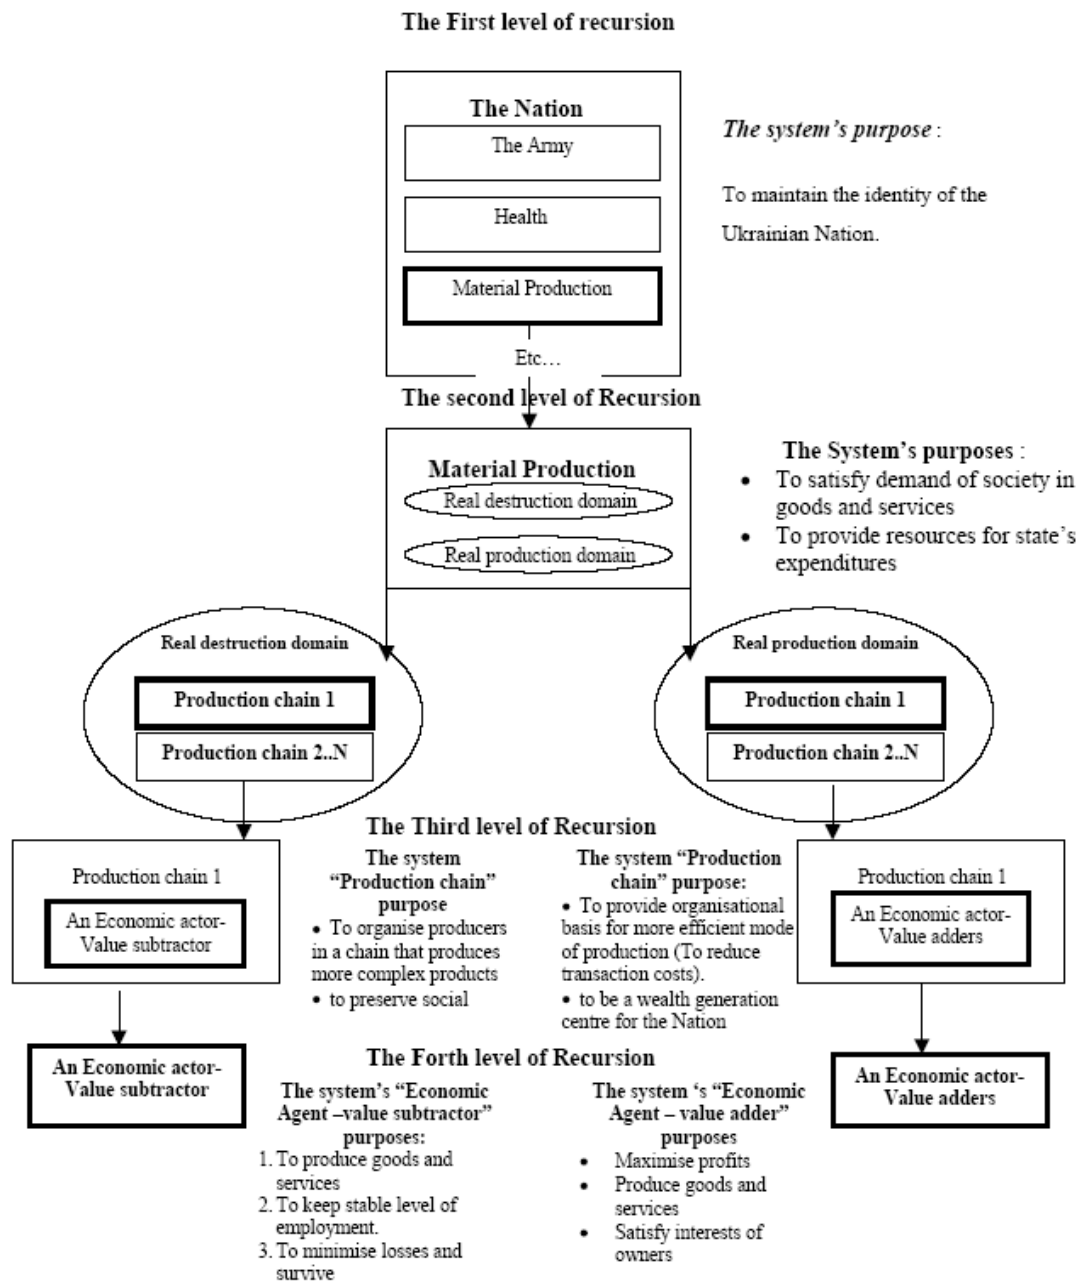 The First level of recursion
The Nation
The Army
Health
Material Production
Etc…
The system’s purpose :
To maintain the identity of the
Ukrainian Nation.
The second level of Recursion
Material Production
Real destruction domain
Real production domain
The System’s purposes :
• To satisfy demand of society in
goods and services
• To provide resources for state’s
expenditures
Real destruction domain
Production chain 1
Production chain 2..N
Real production domain
Production chain 1
Production chain 2..N
The Third level of Recursion
Production chain 1
An Economic actor-
Value subtractor
The system
“Production chain”
purpose
• To organise producers
in a chain that produces
more complex products
• to preserve social
The system “Production
chain” purpose:
• To provide organisational
basis for more efficient mode
of production (To reduce
transaction costs).
• to be a wealth generation
centre for the Nation
Production chain 1
An Economic actor-
Value adders
The Forth level of Recursion
An Economic actor-
Value subtractor
The system’s “Economic
Agent –value subtractor”
purposes:
1. To produce goods and
services
2. To keep stable level of
employment.
3. To minimise losses and
survive
The system ‘s “Economic
Agent – value adder”
purposes
• Maximise profits
• Produce goods and
services
• Satisfy interests of
owners
An Economic actor-
Value adders